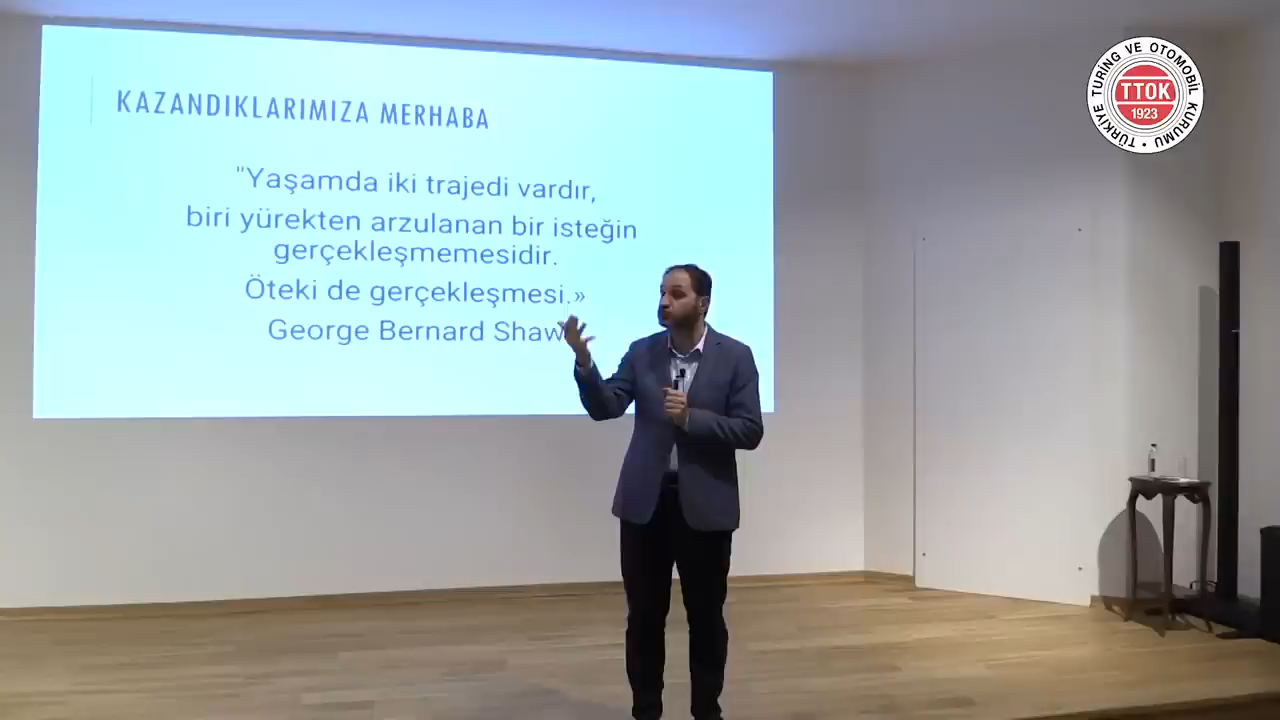 KAZANDIKLARIMIZA MERHABA
"Yaşamda iki trajedi vardır,
biri yürekten arzulanan bir isteğin
gerçekleşmemesidir.
Öteki de gerçekleşmesi.»
George Bernard Shaw
TÜRKİYE TURİNG VE OTOMOBİL KURUMU
TTOK
1923